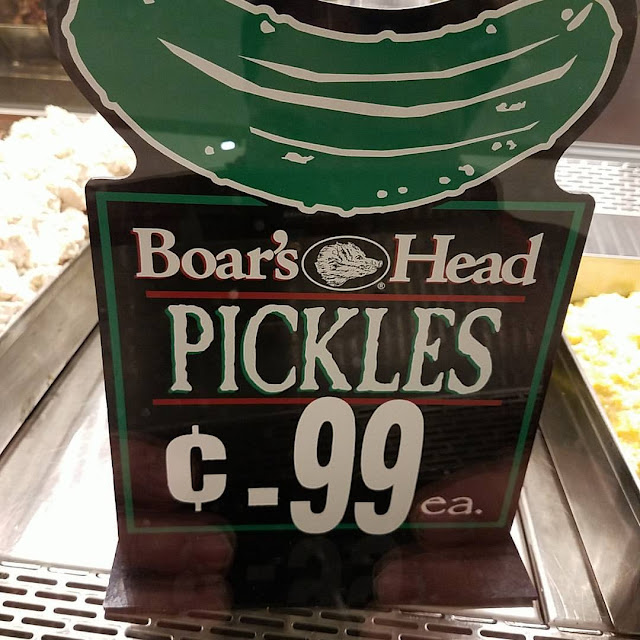 Boar's Head®
PICKLES
¢-99 ea.